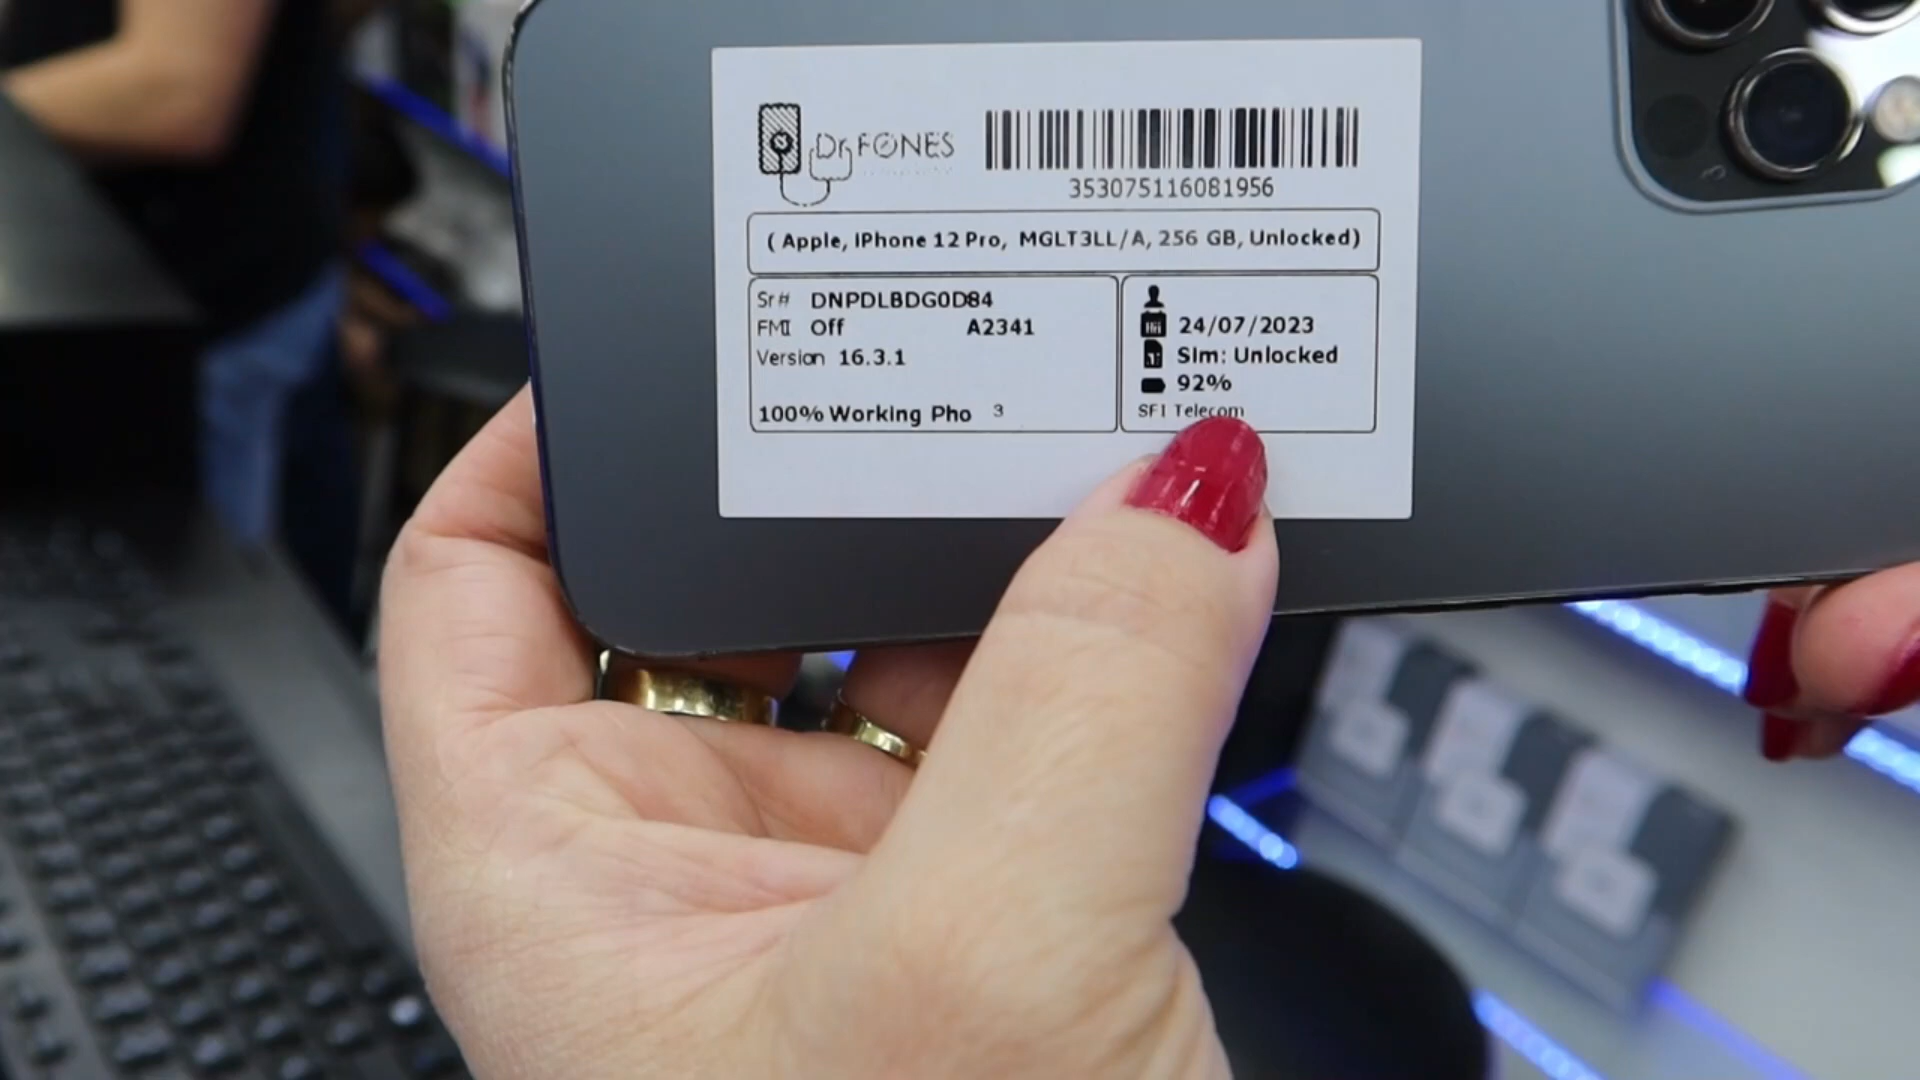 Dr FONES
353075116081956
( Apple, iPhone 12 Pro, MGLT3LL/A, 256 GB, Unlocked)
Sr# DNPDLBDG0D84
FMI Off A2341
Version 16.3.1
100% Working Pho 3
24/07/2023
Sim: Unlocked
92%
SFI Telecom